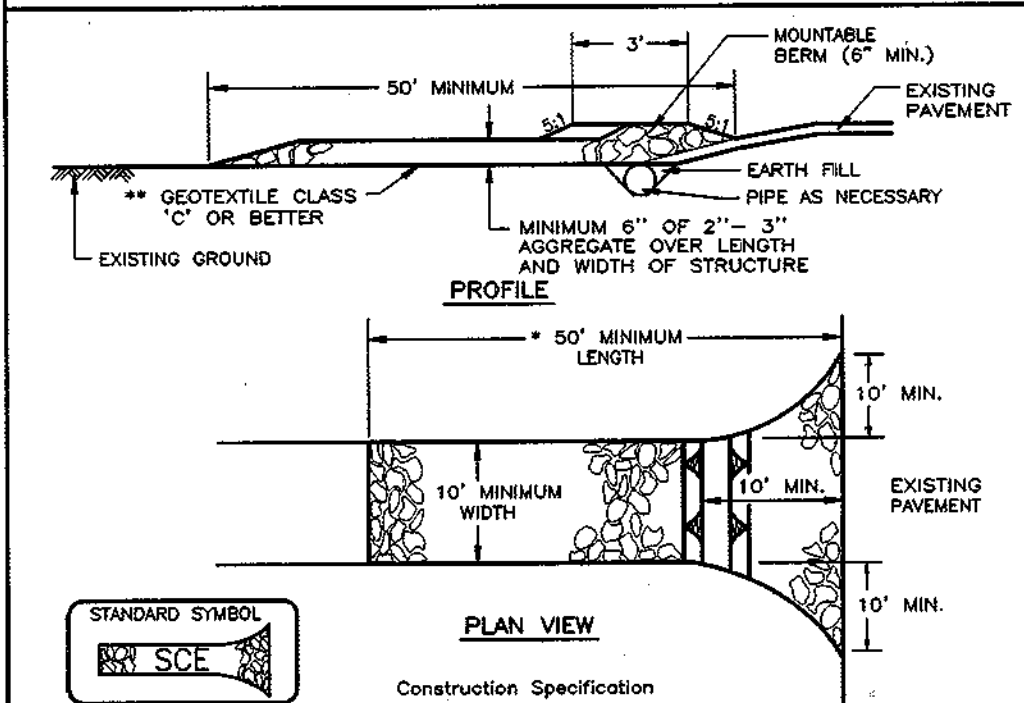 3'
MOUNTABLE
BERM (6" MIN.)
50' MINIMUM
EXISTING
PAVEMENT
5:1
5:1
** GEOTEXTILE CLASS
'C' OR BETTER
EARTH FILL
PIPE AS NECESSARY
EXISTING GROUND
MINIMUM 6" OF 2"- 3"
AGGREGATE OVER LENGTH
AND WIDTH OF STRUCTURE
PROFILE
* 50' MINIMUM
LENGTH
10' MIN.
10' MINIMUM
WIDTH
10' MIN.
EXISTING
PAVEMENT
10' MIN.
STANDARD SYMBOL
SCE
PLAN VIEW
Construction Specification